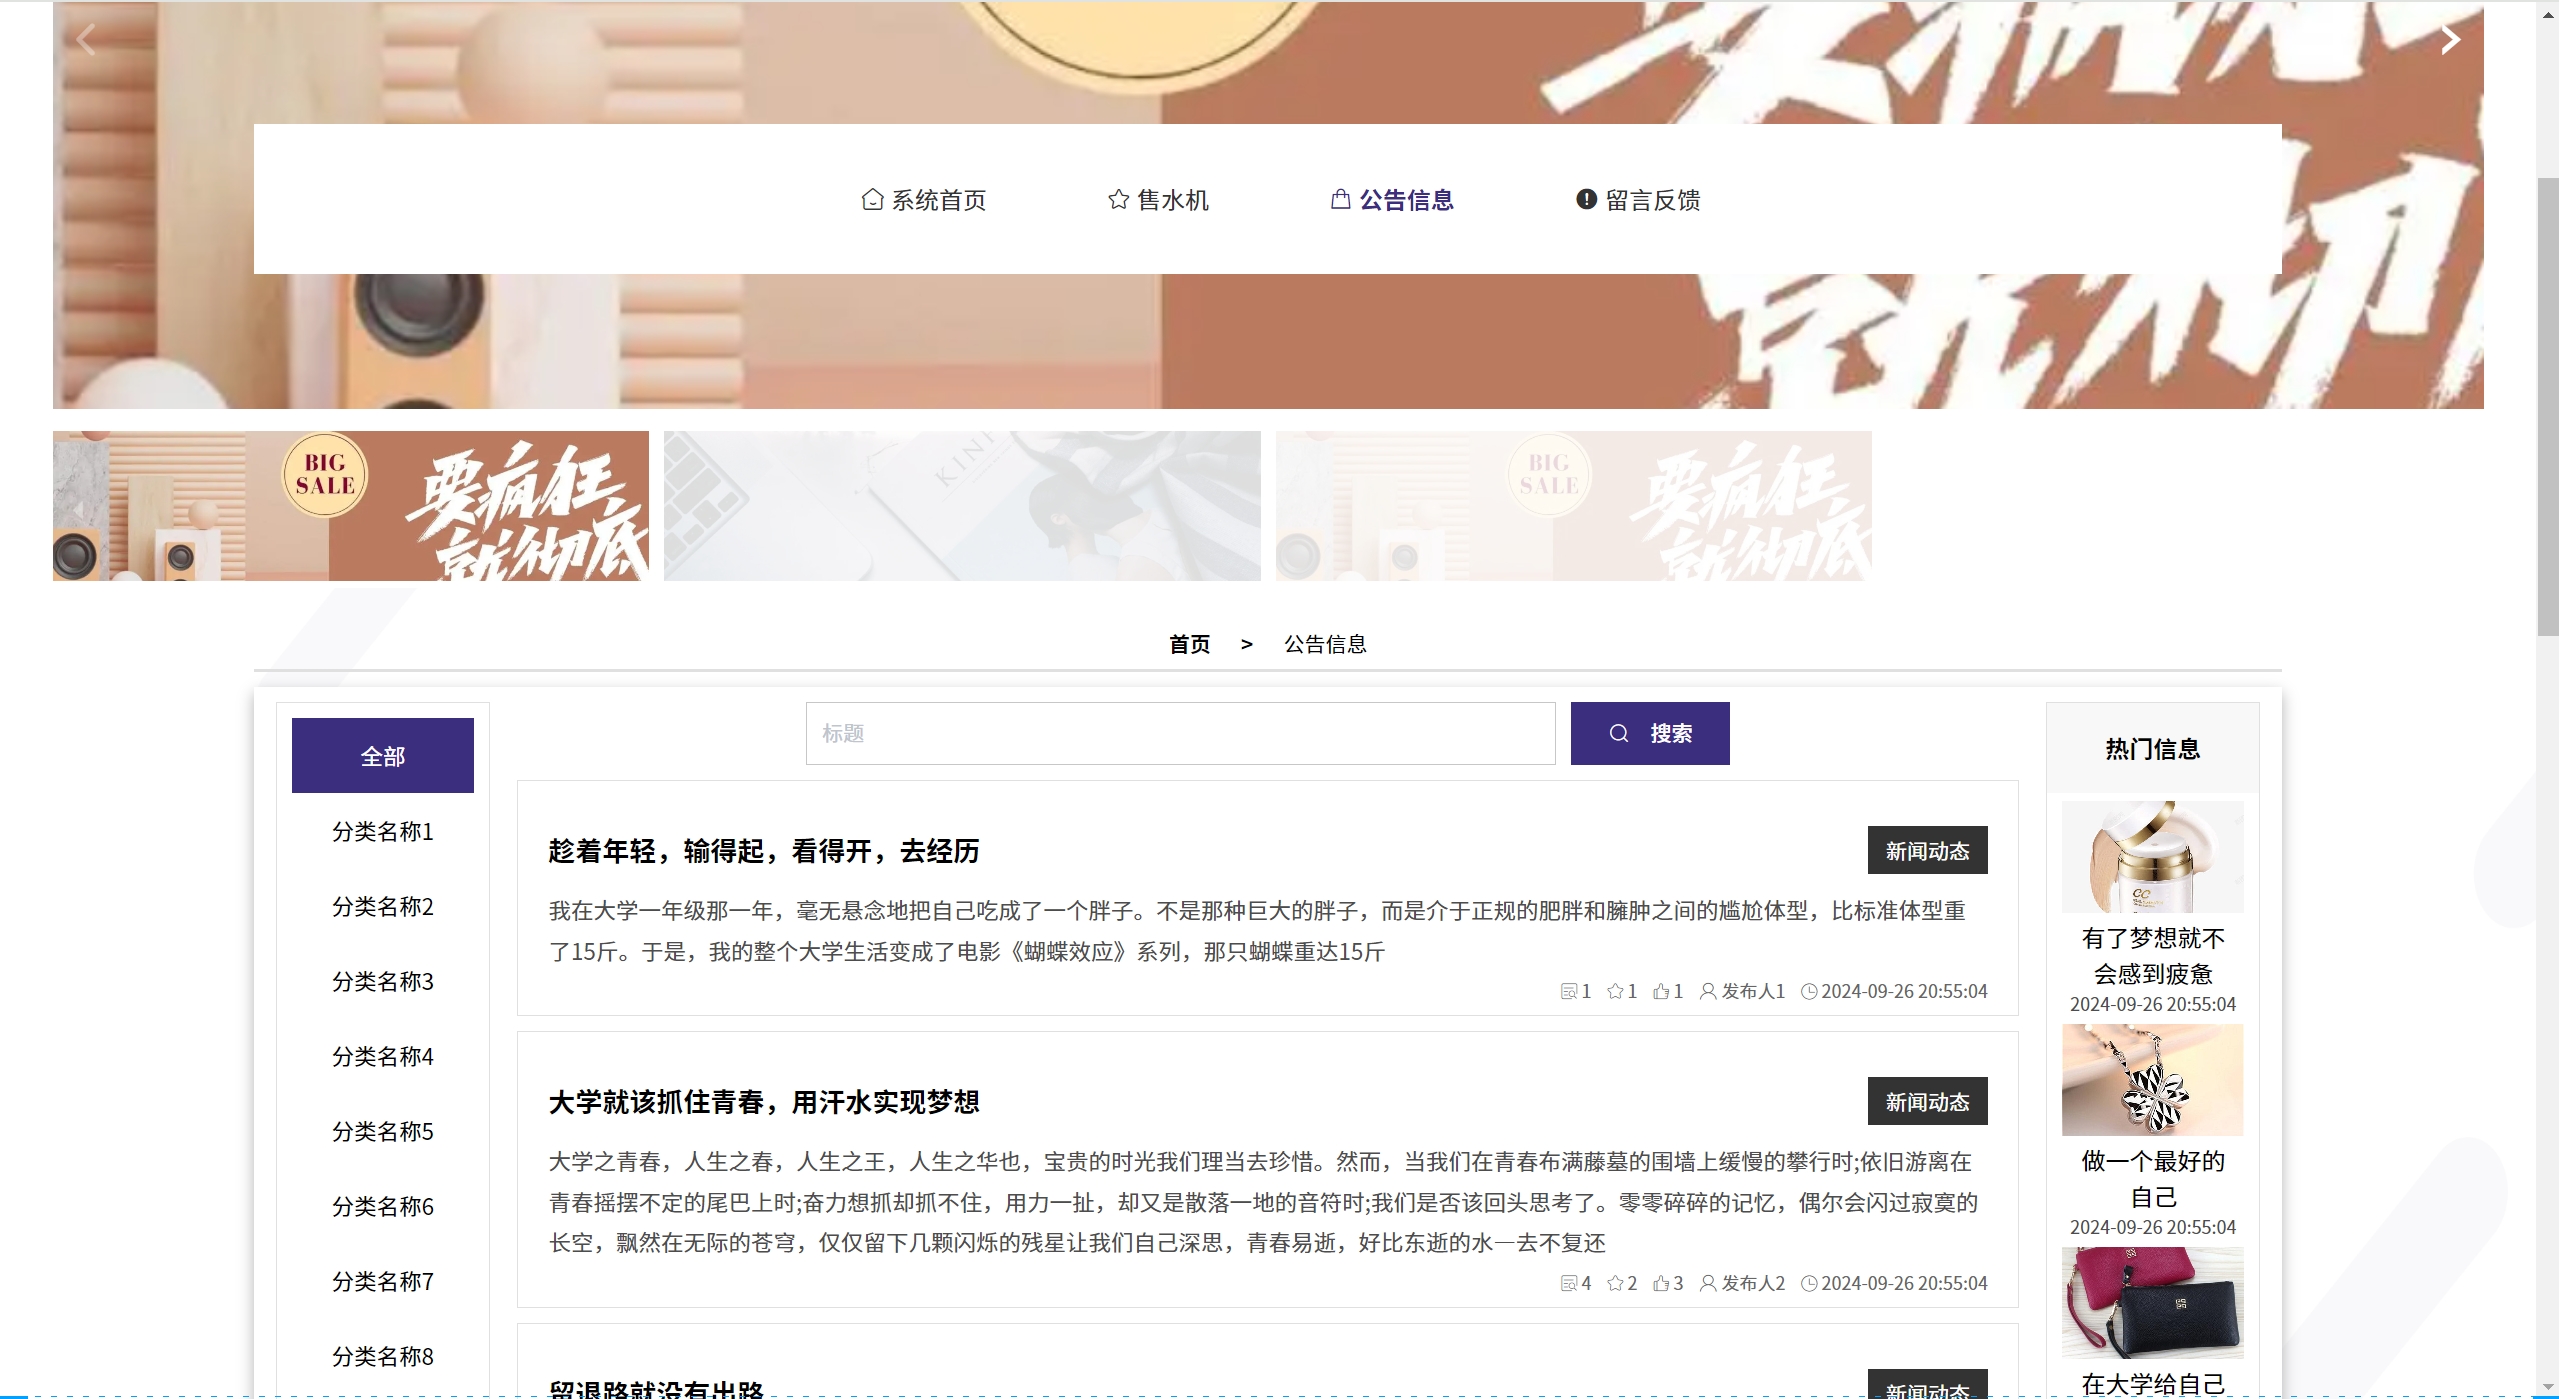 系统首页
售水机
公告信息
留言反馈
BIG
SALE
要疯狂
就彻底
BIG
SALE
要疯狂
就彻底
首页 > 公告信息
全部
分类名称1
分类名称2
分类名称3
分类名称4
分类名称5
分类名称6
分类名称7
分类名称8
标题
搜索
趁着年轻，输得起，看得开，去经历
新闻动态
我在大学一年级那一年，毫无悬念地把自己吃成了一个胖子。不是那种巨大的胖子，而是介于正规的肥胖和臃肿之间的尴尬体型，比标准体型重
了15斤。于是，我的整个大学生活变成了电影《蝴蝶效应》系列，那只蝴蝶重达15斤
1 1 1 发布人1 2024-09-26 20:55:04
大学就该抓住青春，用汗水实现梦想
新闻动态
大学之青春，人生之春，人生之王，人生之华也，宝贵的时光我们理当去珍惜。然而，当我们在青春布满藤蔓的围墙上缓慢的攀行时;依旧游离在
青春摇摆不定的尾巴上时;奋力想抓却抓不住，用力一扯，却又是散落一地的音符时;我们是否该回头思考了。零零碎碎的记忆，偶尔会闪过寂寞的
长空，飘然在无际的苍穹，仅仅留下几颗闪烁的残星让我们自己深思，青春易逝，好比东逝的水一去不复还
4 2 3 发布人2 2024-09-26 20:55:04
留退路就没有出路
新闻动态
热门信息
有了梦想就不
会感到疲惫
2024-09-26 20:55:04
做一个最好的
自己
2024-09-26 20:55:04
在大学给自己